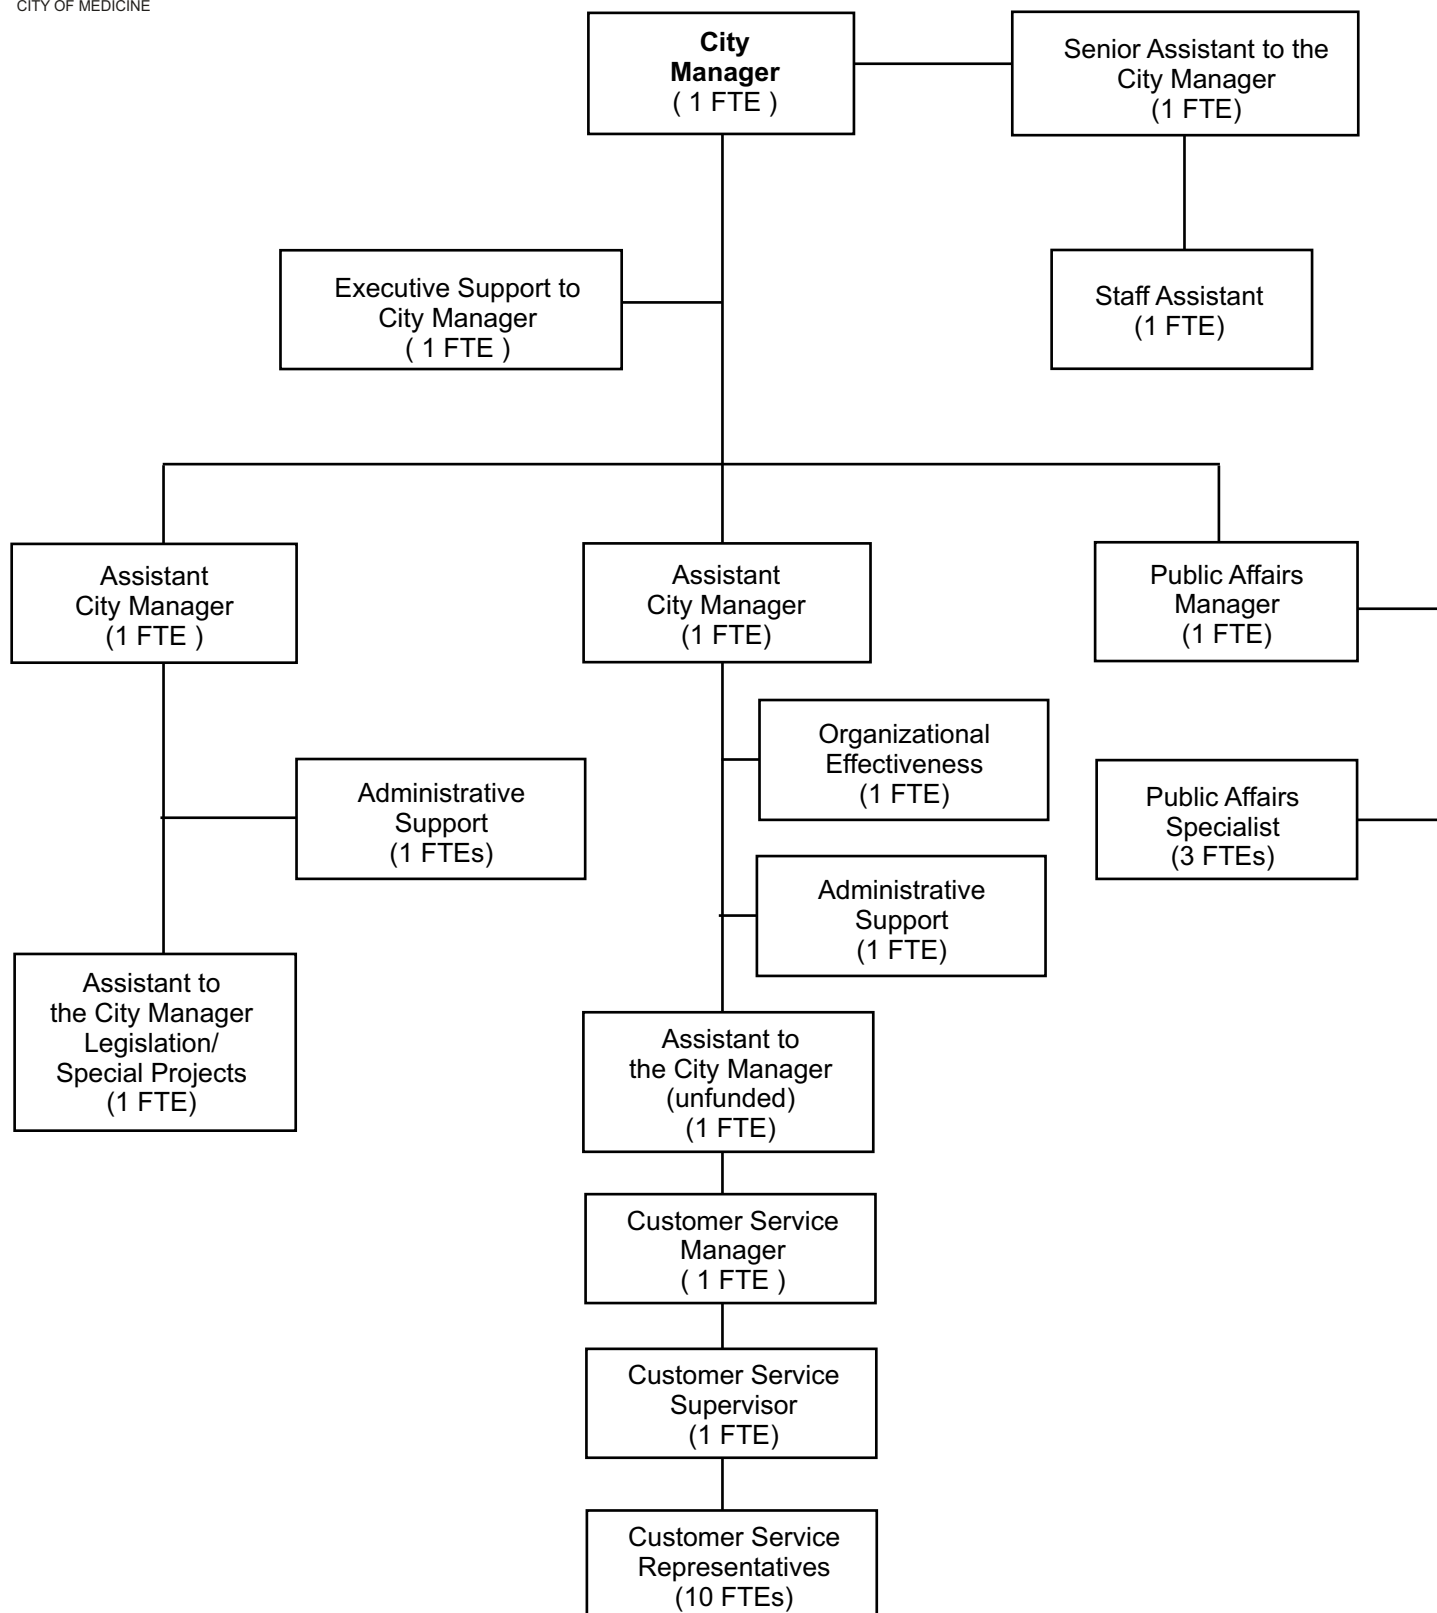 CITY OF MEDICINE
City
Manager
( 1 FTE )
Senior Assistant to the
City Manager
(1 FTE)
Executive Support to
City Manager
( 1 FTE )
Staff Assistant
(1 FTE)
Assistant
City Manager
(1 FTE )
Assistant
City Manager
(1 FTE)
Public Affairs
Manager
(1 FTE)
Organizational
Effectiveness
(1 FTE)
Administrative
Support
(1 FTEs)
Public Affairs
Specialist
(3 FTEs)
Administrative
Support
(1 FTE)
Assistant to
the City Manager
Legislation/
Special Projects
(1 FTE)
Assistant to
the City Manager
(unfunded)
(1 FTE)
Customer Service
Manager
( 1 FTE )
Customer Service
Supervisor
(1 FTE)
Customer Service
Representatives
(10 FTEs)